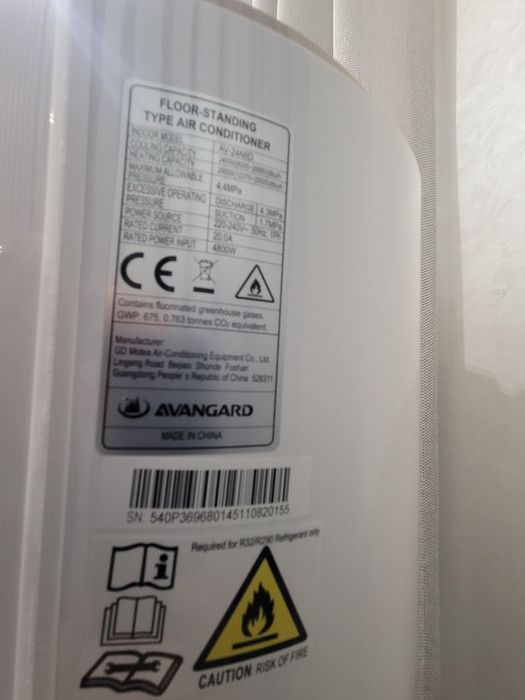 FLOOR-STANDING
TYPE AIR CONDITIONER
INDOOR MODEL
COOLING CAPACITY
HEATING CAPACITY
MAXIMUM ALLOWABLE PRESSURE 4.4MPa
EXCESSIVE OPERATING PRESSURE DISCHARGE 4.3MPa
SUCTION 1.7MPa
POWER SOURCE 220-240V~ 50Hz, 1Ph
RATED CURRENT 20.0A
RATED POWER INPUT 4800W
CE
Contains fluorinated greenhouse gases.
GWP: 675, 0.763 tonnes CO₂ equivalent.
Manufacturer:
GD Midea Air-Conditioning Equipment Co., Ltd.
Lingang Road Beijiao Shunde Foshan
Guangdong People's Republic of China 528311
AVANGARD
MADE IN CHINA
SN: 540P369680145110820155
Required for R32/R290 Refrigerant only
CAUTION: RISK OF FIRE